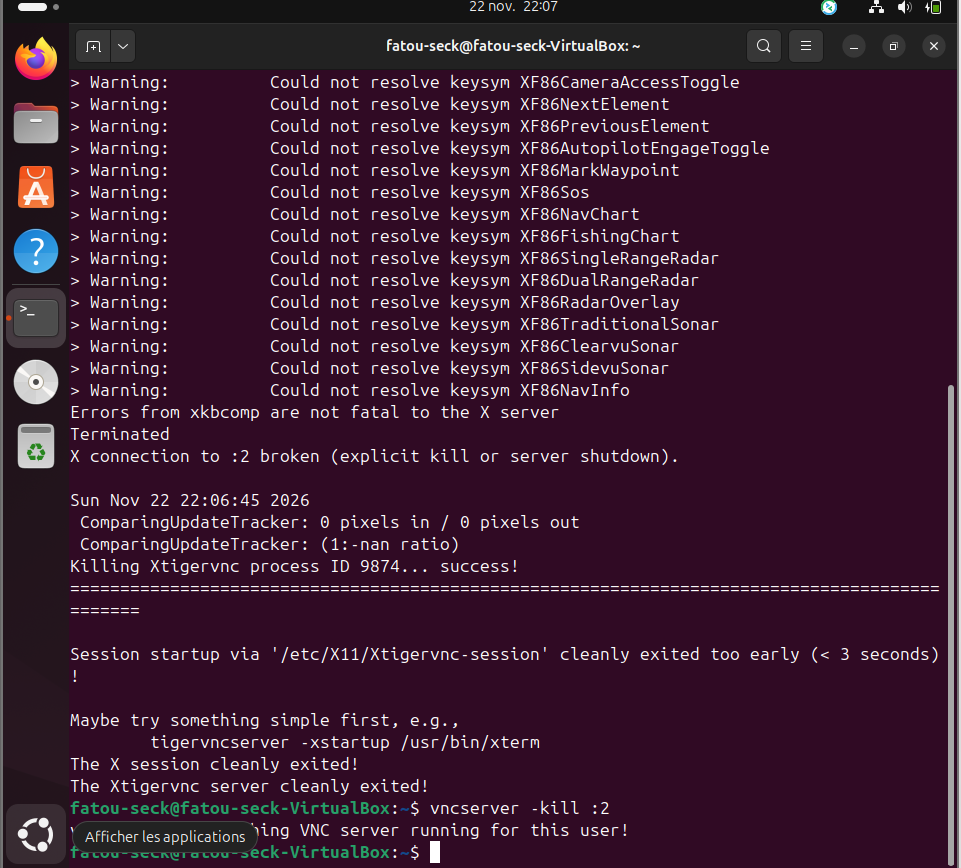 22 nov. 22:07
fatou-seck@fatou-seck-VirtualBox: ~
> Warning:          Could not resolve keysym XF86CameraAccessToggle
> Warning:          Could not resolve keysym XF86NextElement
> Warning:          Could not resolve keysym XF86PreviousElement
> Warning:          Could not resolve keysym XF86AutopilotEngageToggle
> Warning:          Could not resolve keysym XF86MarkWaypoint
> Warning:          Could not resolve keysym XF86Sos
> Warning:          Could not resolve keysym XF86NavChart
> Warning:          Could not resolve keysym XF86FishingChart
> Warning:          Could not resolve keysym XF86SingleRangeRadar
> Warning:          Could not resolve keysym XF86DualRangeRadar
> Warning:          Could not resolve keysym XF86RadarOverlay
> Warning:          Could not resolve keysym XF86TraditionalSonar
> Warning:          Could not resolve keysym XF86ClearvuSonar
> Warning:          Could not resolve keysym XF86SidevuSonar
> Warning:          Could not resolve keysym XF86NavInfo
Errors from xkbcomp are not fatal to the X server
Terminated
X connection to :2 broken (explicit kill or server shutdown).
Sun Nov 22 22:06:45 2026
 ComparingUpdateTracker: 0 pixels in / 0 pixels out
 ComparingUpdateTracker: (1:-nan ratio)
Killing Xtigervnc process ID 9874... success!
=======================================================================================
=======
Session startup via '/etc/X11/Xtigervnc-session' cleanly exited too early (< 3 seconds)
!
Maybe try something simple first, e.g.,
        tigervncserver -xstartup /usr/bin/xterm
The X session cleanly exited!
The Xtigervnc server cleanly exited!
fatou-seck@fatou-seck-VirtualBox:~$ vncserver -kill :2
VNC server running for this user!
Afficher les applications
fatou-seck@fatou-seck-VirtualBox:~$